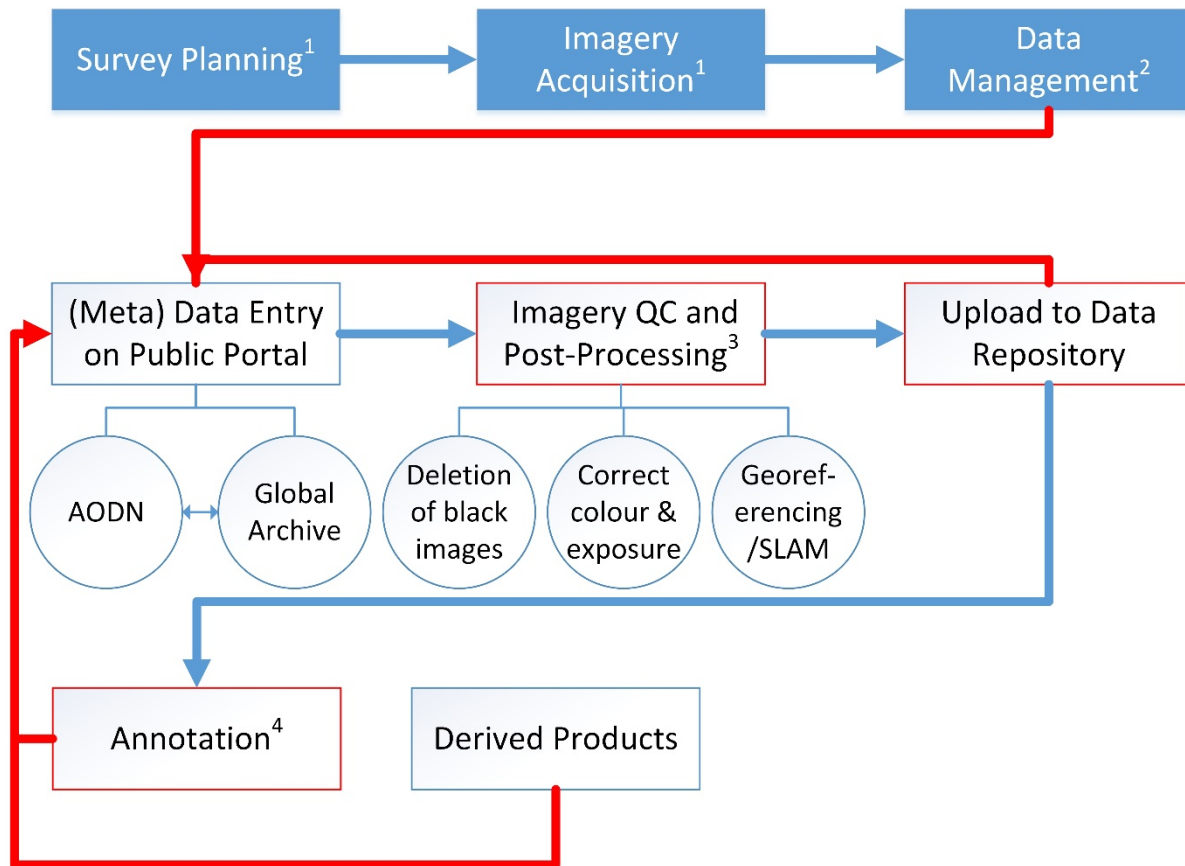 Survey Planning¹
Imagery
Acquisition¹
Data
Management²
(Meta) Data Entry
on Public Portal
Imagery QC and
Post-Processing³
Upload to Data
Repository
AODN
Global
Archive
Deletion
of black
images
Correct
colour &
exposure
Georef-
erencing
/SLAM
Annotation⁴
Derived Products